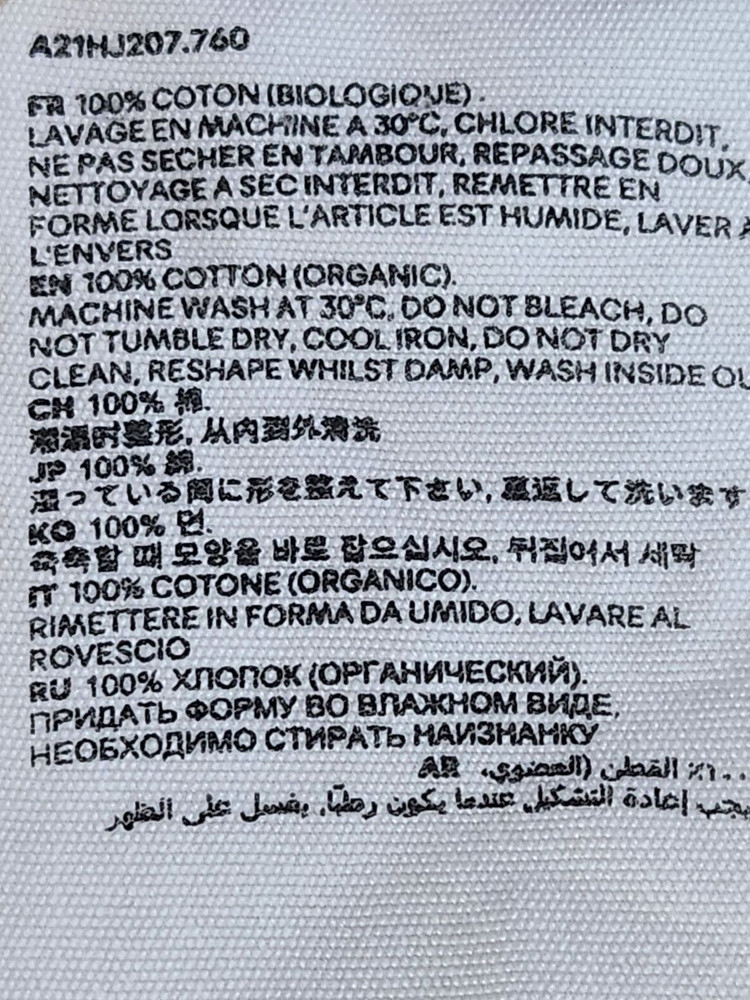 A21HJ207.760
FR 100% COTON (BIOLOGIQUE).
LAVAGE EN MACHINE A 30°C, CHLORE INTERDIT,
NE PAS SECHER EN TAMBOUR, REPASSAGE DOUX,
NETTOYAGE A SEC INTERDIT, REMETTRE EN
FORME LORSQUE L'ARTICLE EST HUMIDE, LAVER A
L'ENVERS
EN 100% COTTON (ORGANIC).
MACHINE WASH AT 30°C, DO NOT BLEACH, DO
NOT TUMBLE DRY, COOL IRON, DO NOT DRY
CLEAN, RESHAPE WHILST DAMP, WASH INSIDE OU
CH 100% 棉.
潮湿时整形, 从内到外清洗
JP 100% 綿.
湿っている間に形を整えて下さい, 裏返して洗います
KO 100% 면.
축축할 때 모양을 바로 잡으십시오, 뒤집어서 세탁
IT 100% COTONE (ORGANICO).
RIMETTERE IN FORMA DA UMIDO, LAVARE AL
ROVESCIO
RU 100% ХЛОПОК (ОРГАНИЧЕСКИЙ).
ПРИДАТЬ ФОРМУ ВО ВЛАЖНОМ ВИДЕ,
НЕОБХОДИМО СТИРАТЬ НАИЗНАНКУ
AR ٪١٠٠ القطن (العضوي.
يجب إعادة التشكيل عندما يكون رطبًا, يغسل على الظهر